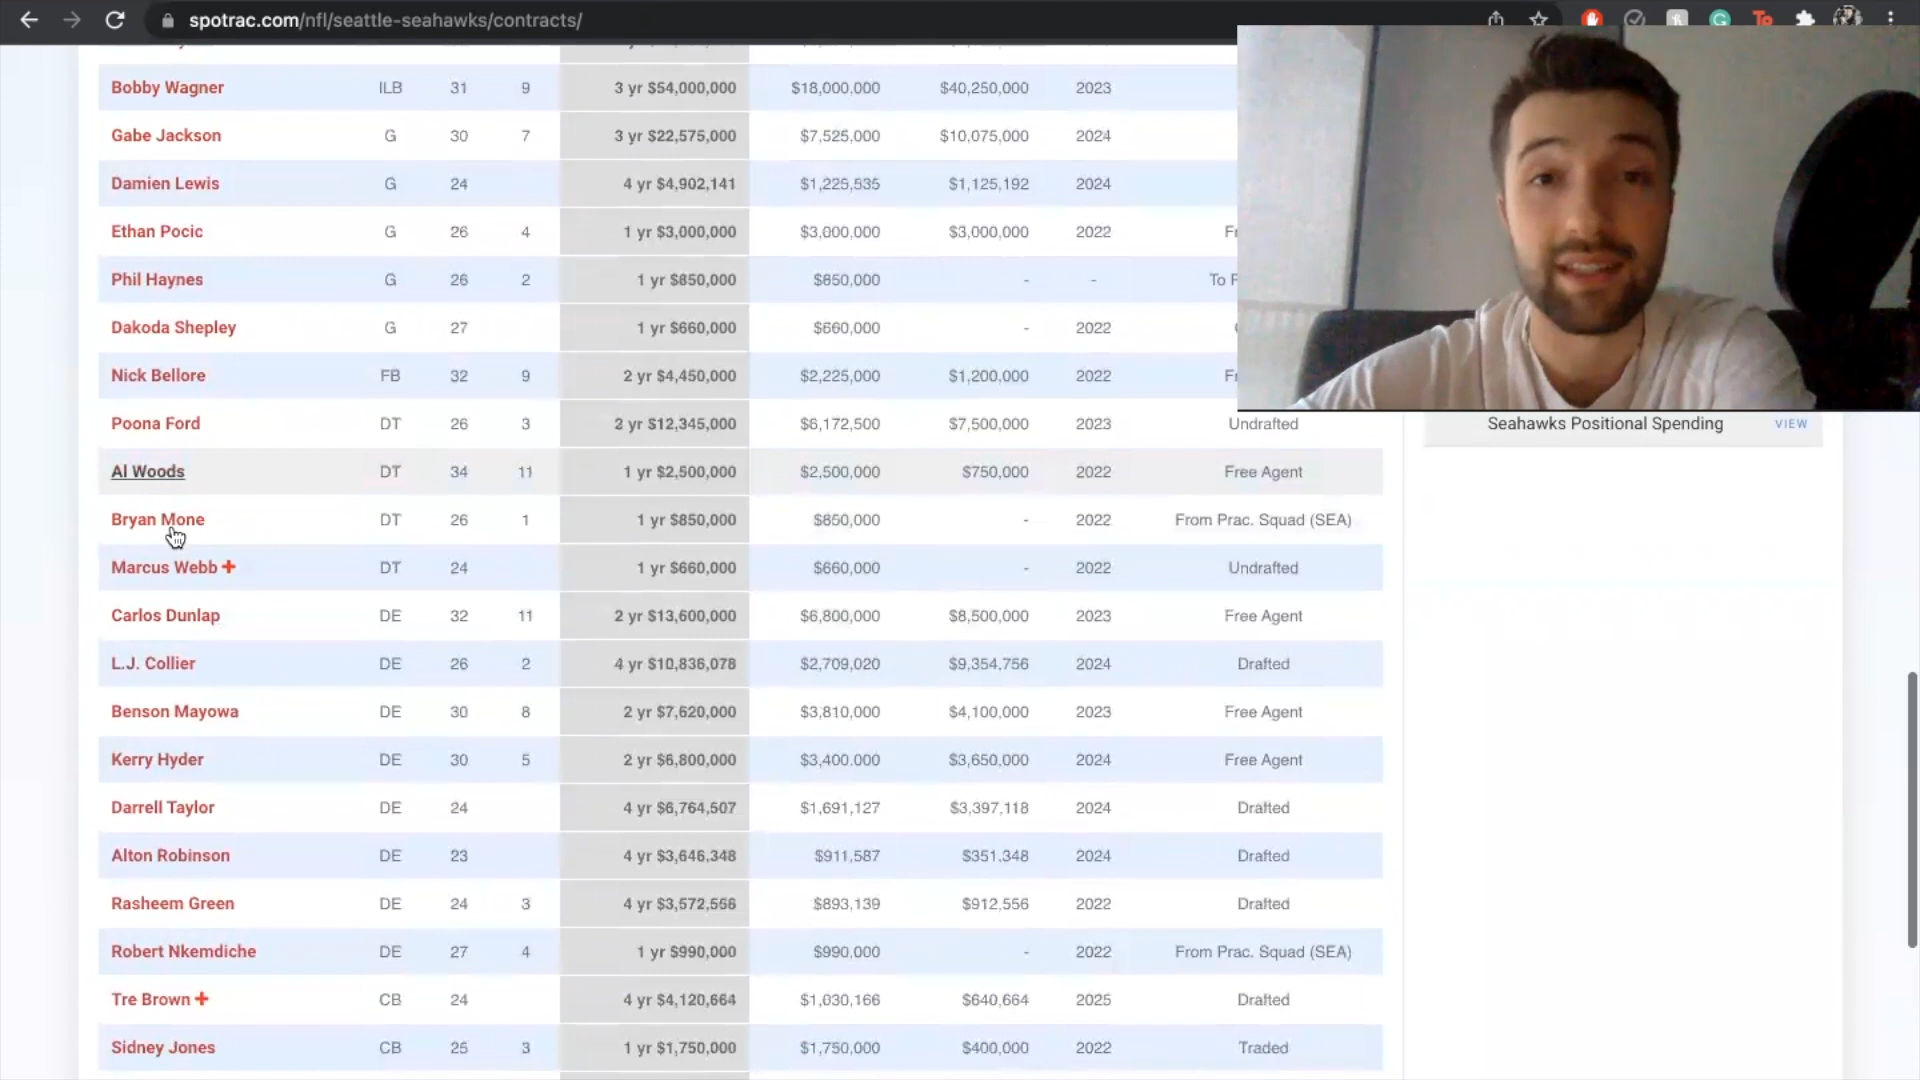 spotrac.com/nfl/seattle-seahawks/contracts/
Bobby Wagner ILB 31 9 3 yr $54,000,000 $18,000,000 $40,250,000 2023
Gabe Jackson G 30 7 3 yr $22,575,000 $7,525,000 $10,075,000 2024
Damien Lewis G 24 4 yr $4,902,141 $1,225,535 $1,125,192 2024
Ethan Pocic G 26 4 1 yr $3,000,000 $3,000,000 $3,000,000 2022
Phil Haynes G 26 2 1 yr $850,000 $850,000 - - To
Dakoda Shepley G 27 1 yr $660,000 $660,000 - 2022
Nick Bellore FB 32 9 2 yr $4,450,000 $2,225,000 $1,200,000 2022
Poona Ford DT 26 3 2 yr $12,345,000 $6,172,500 $7,500,000 2023 Undrafted
Seahawks Positional Spending VIEW
Al Woods DT 34 11 1 yr $2,500,000 $2,500,000 $750,000 2022 Free Agent
Bryan Mone DT 26 1 1 yr $850,000 $850,000 - 2022 From Prac. Squad (SEA)
Marcus Webb + DT 24 1 yr $660,000 $660,000 - 2022 Undrafted
Carlos Dunlap DE 32 11 2 yr $13,600,000 $6,800,000 $8,500,000 2023 Free Agent
L.J. Collier DE 26 2 4 yr $10,836,078 $2,709,020 $9,354,756 2024 Drafted
Benson Mayowa DE 30 8 2 yr $7,620,000 $3,810,000 $4,100,000 2023 Free Agent
Kerry Hyder DE 30 5 2 yr $6,800,000 $3,400,000 $3,650,000 2024 Free Agent
Darrell Taylor DE 24 4 yr $6,764,507 $1,691,127 $3,397,118 2024 Drafted
Alton Robinson DE 23 4 yr $3,646,348 $911,587 $351,348 2024 Drafted
Rasheem Green DE 24 3 4 yr $3,572,556 $893,139 $912,556 2022 Drafted
Robert Nkemdiche DE 27 4 1 yr $990,000 $990,000 - 2022 From Prac. Squad (SEA)
Tre Brown + CB 24 4 yr $4,120,664 $1,030,166 $640,664 2025 Drafted
Sidney Jones CB 25 3 1 yr $1,750,000 $1,750,000 $400,000 2022 Traded